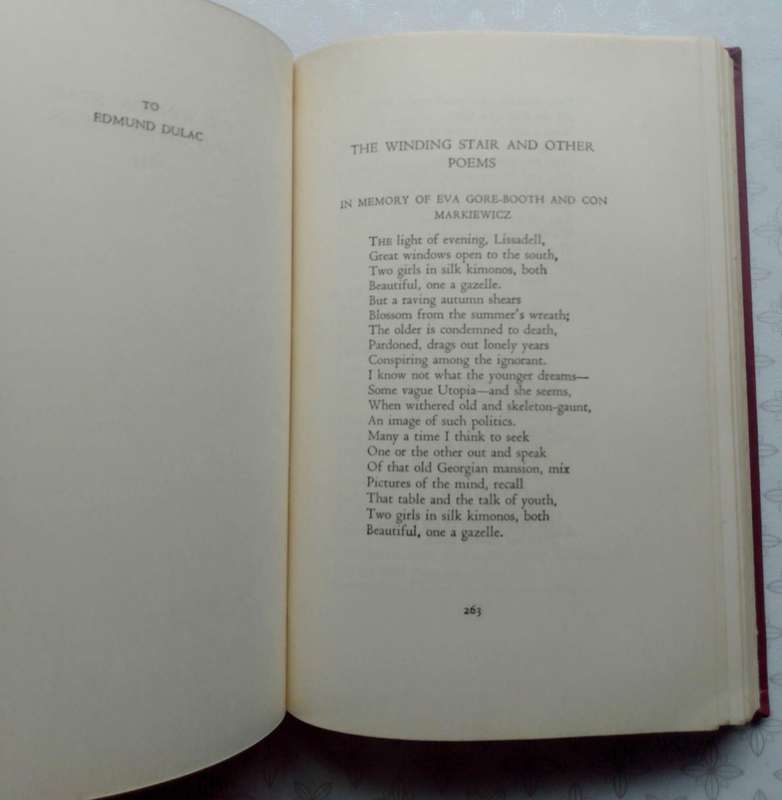 TO
EDMUND DULAC
THE WINDING STAIR AND OTHER
POEMS
IN MEMORY OF EVA GORE-BOOTH AND CON
MARKIEWICZ
THE light of evening, Lissadell,
Great windows open to the south,
Two girls in silk kimonos, both
Beautiful, one a gazelle.
But a raving autumn shears
Blossom from the summer's wreath;
The older is condemned to death,
Pardoned, drags out lonely years
Conspiring among the ignorant.
I know not what the younger dreams—
Some vague Utopia—and she seems,
When withered old and skeleton-gaunt,
An image of such politics.
Many a time I think to seek
One or the other out and speak
Of that old Georgian mansion, mix
Pictures of the mind, recall
That table and the talk of youth,
Two girls in silk kimonos, both
Beautiful, one a gazelle.
263